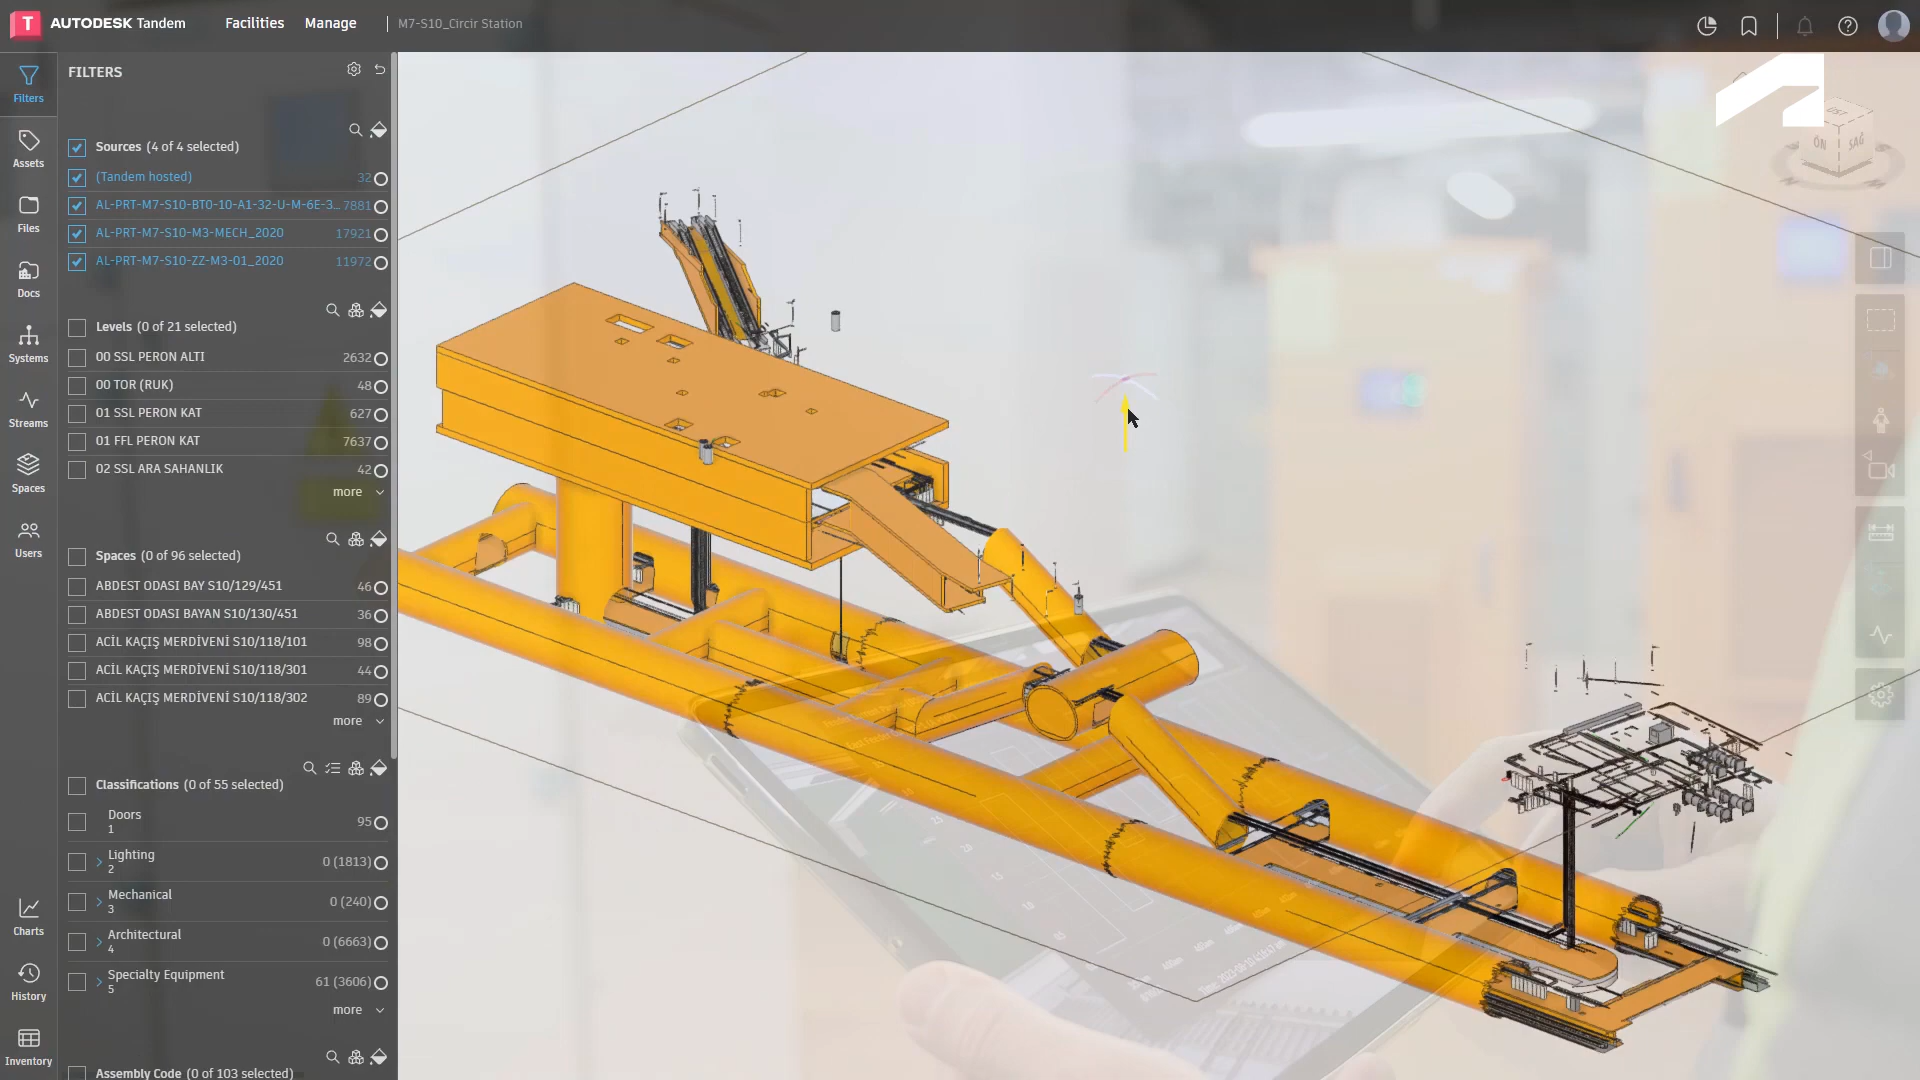 T AUTODESK Tandem Facilities Manage M7-S10_Circir Station
Filters
Assets
Files
Docs
Systems
Streams
Spaces
Users
Charts
History
Inventory
FILTERS
Sources (4 of 4 selected)
(Tandem hosted) 32
AL-PRT-M7-S10-BT0-10-A1-32-U-M-6E-3... 7881
AL-PRT-M7-S10-M3-MECH_2020 17921
AL-PRT-M7-S10-ZZ-M3-01_2020 11972
Levels (0 of 21 selected)
00 SSL PERON ALTI 2632
00 TOR (RUK) 48
01 SSL PERON KAT 627
01 FFL PERON KAT 7637
02 SSL ARA SAHANLIK 42
more
Spaces (0 of 96 selected)
ABDEST ODASI BAY S10/129/451 46
ABDEST ODASI BAYAN S10/130/451 36
ACİL KAÇIŞ MERDİVENİ S10/118/101 98
ACİL KAÇIŞ MERDİVENİ S10/118/301 44
ACİL KAÇIŞ MERDİVENİ S10/118/302 89
more
Classifications (0 of 55 selected)
Doors 95
1
Lighting 0 (1813)
2
Mechanical 0 (240)
3
Architectural 0 (6663)
4
Specialty Equipment 61 (3606)
5
more
Assembly Code (0 of 103 selected)
ÜST
ÖN
SAĞ